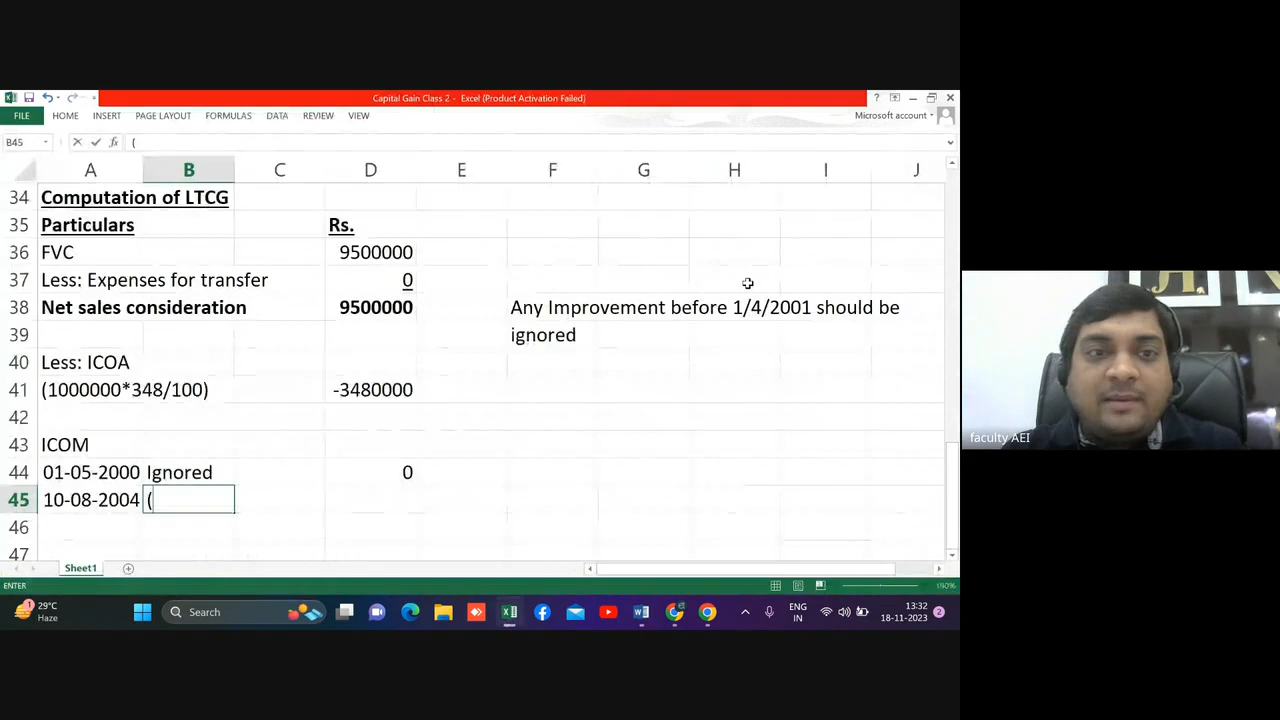 Capital Gain Class 2 - Excel (Product Activation Failed)
FILE HOME INSERT PAGE LAYOUT FORMULAS DATA REVIEW VIEW Microsoft account
B45 fx (
A B C D E F G H I J
34 Computation of LTCG
35 Particulars Rs.
36 FVC 9500000
37 Less: Expenses for transfer 0
38 Net sales consideration 9500000 Any Improvement before 1/4/2001 should be
39 ignored
40 Less: ICOA
41 (1000000*348/100) -3480000
42
43 ICOM
44 01-05-2000 Ignored 0
45 10-08-2004 (
46
47
Sheet1
ENTER 190%
29°C Search ENG 13:32
Haze IN 18-11-2023 2
faculty AEI